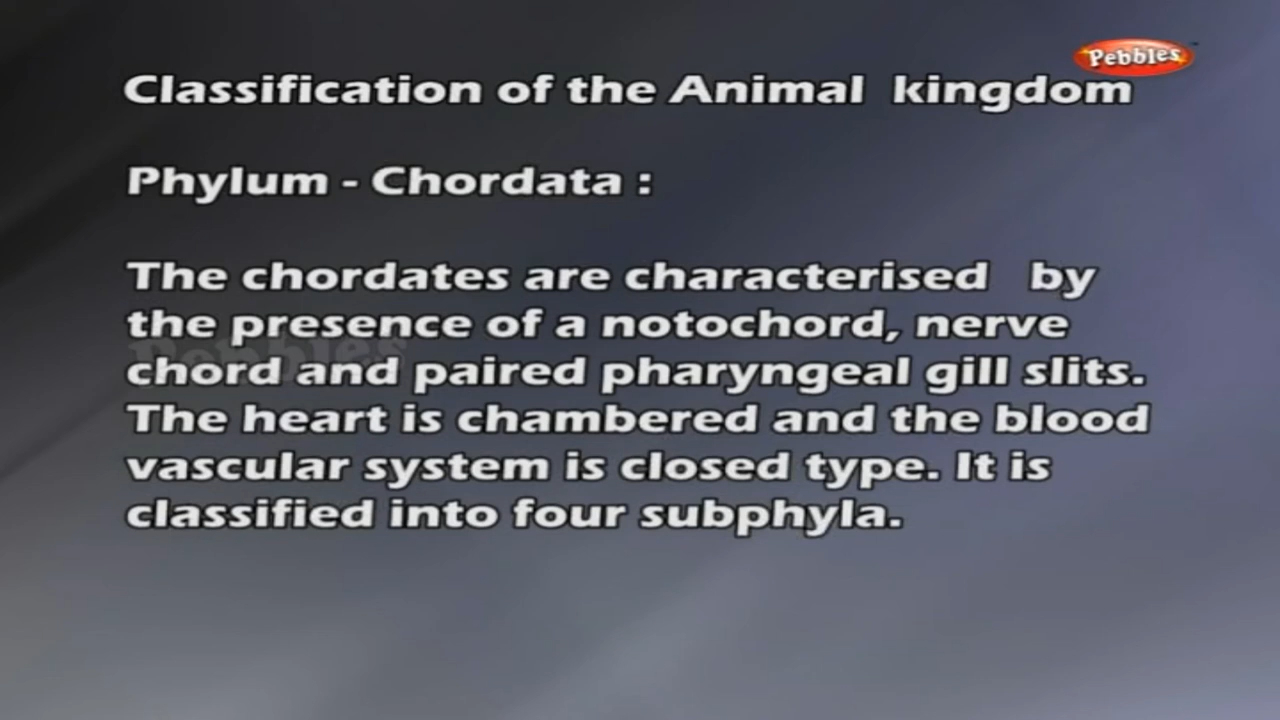 Pebbles
Classification of the Animal kingdom
Phylum - Chordata :
The chordates are characterised by
the presence of a notochord, nerve
chord and paired pharyngeal gill slits.
The heart is chambered and the blood
vascular system is closed type. It is
classified into four subphyla.
Pebbles